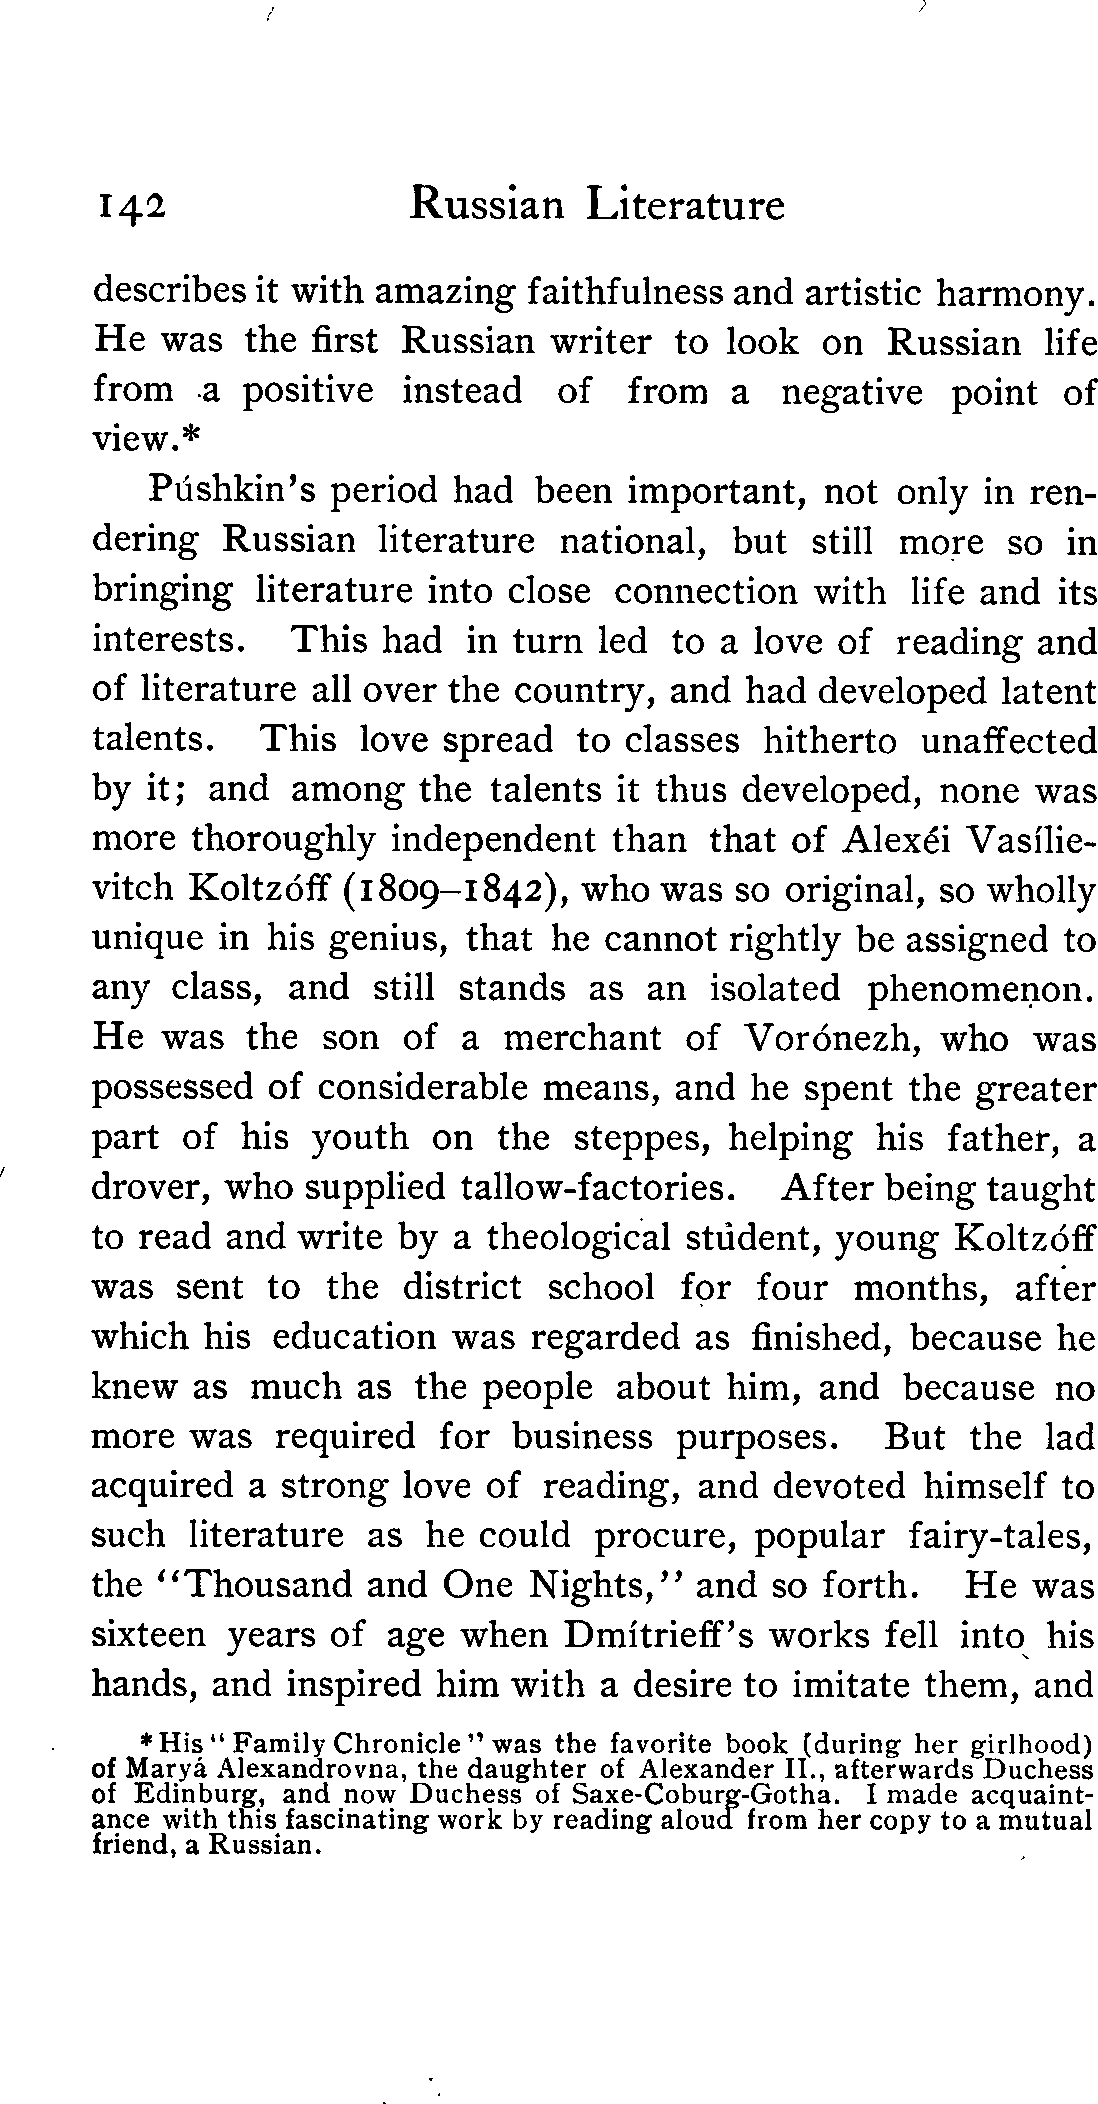 142 Russian Literature
describes it with amazing faithfulness and artistic harmony.
He was the first Russian writer to look on Russian life
from a positive instead of from a negative point of
view.*
Púshkin's period had been important, not only in ren-
dering Russian literature national, but still more so in
bringing literature into close connection with life and its
interests. This had in turn led to a love of reading and
of literature all over the country, and had developed latent
talents. This love spread to classes hitherto unaffected
by it; and among the talents it thus developed, none was
more thoroughly independent than that of Alexéi Vasílie-
vitch Koltzóff (1809–1842), who was so original, so wholly
unique in his genius, that he cannot rightly be assigned to
any class, and still stands as an isolated phenomenon.
He was the son of a merchant of Vorónezh, who was
possessed of considerable means, and he spent the greater
part of his youth on the steppes, helping his father, a
drover, who supplied tallow-factories. After being taught
to read and write by a theological student, young Koltzóff
was sent to the district school for four months, after
which his education was regarded as finished, because he
knew as much as the people about him, and because no
more was required for business purposes. But the lad
acquired a strong love of reading, and devoted himself to
such literature as he could procure, popular fairy-tales,
the "Thousand and One Nights," and so forth. He was
sixteen years of age when Dmítrieff's works fell into his
hands, and inspired him with a desire to imitate them, and
*His "Family Chronicle" was the favorite book (during her girlhood)
of Maryá Alexandrovna, the daughter of Alexander II., afterwards Duchess
of Edinburg, and now Duchess of Saxe-Coburg-Gotha. I made acquaint-
ance with this fascinating work by reading aloud from her copy to a mutual
friend, a Russian.